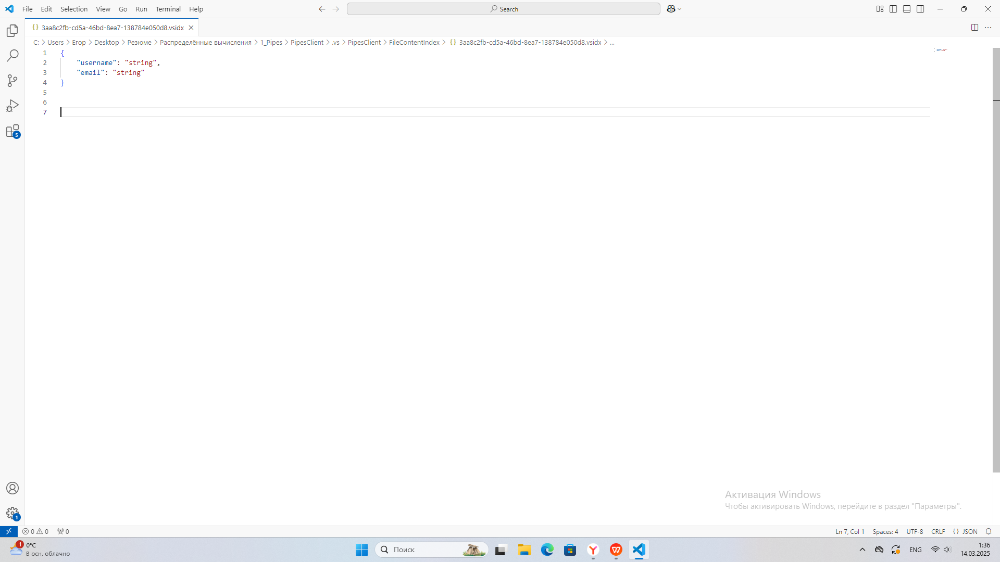 File Edit Selection View Go Run Terminal Help
Search
3aa8c2fb-cd5a-46bd-8ea7-138784e050d8.vsidx
C: > Users > Егор > Desktop > Резюме > Распределённые вычисления > 1_Pipes > PipesClient > .vs > PipesClient > FileContentIndex > {} 3aa8c2fb-cd5a-46bd-8ea7-138784e050d8.vsidx > ...
1 {
2 "username": "string",
3 "email": "string"
4 }
5
6
7
5
Активация Windows
Чтобы активировать Windows, перейдите в раздел "Параметры".
1
0 0 0
Ln 7, Col 1 Spaces: 4 UTF-8 CRLF {} JSON
1
0°C
В осн. облачно
Поиск
ENG
1:36
14.03.2025